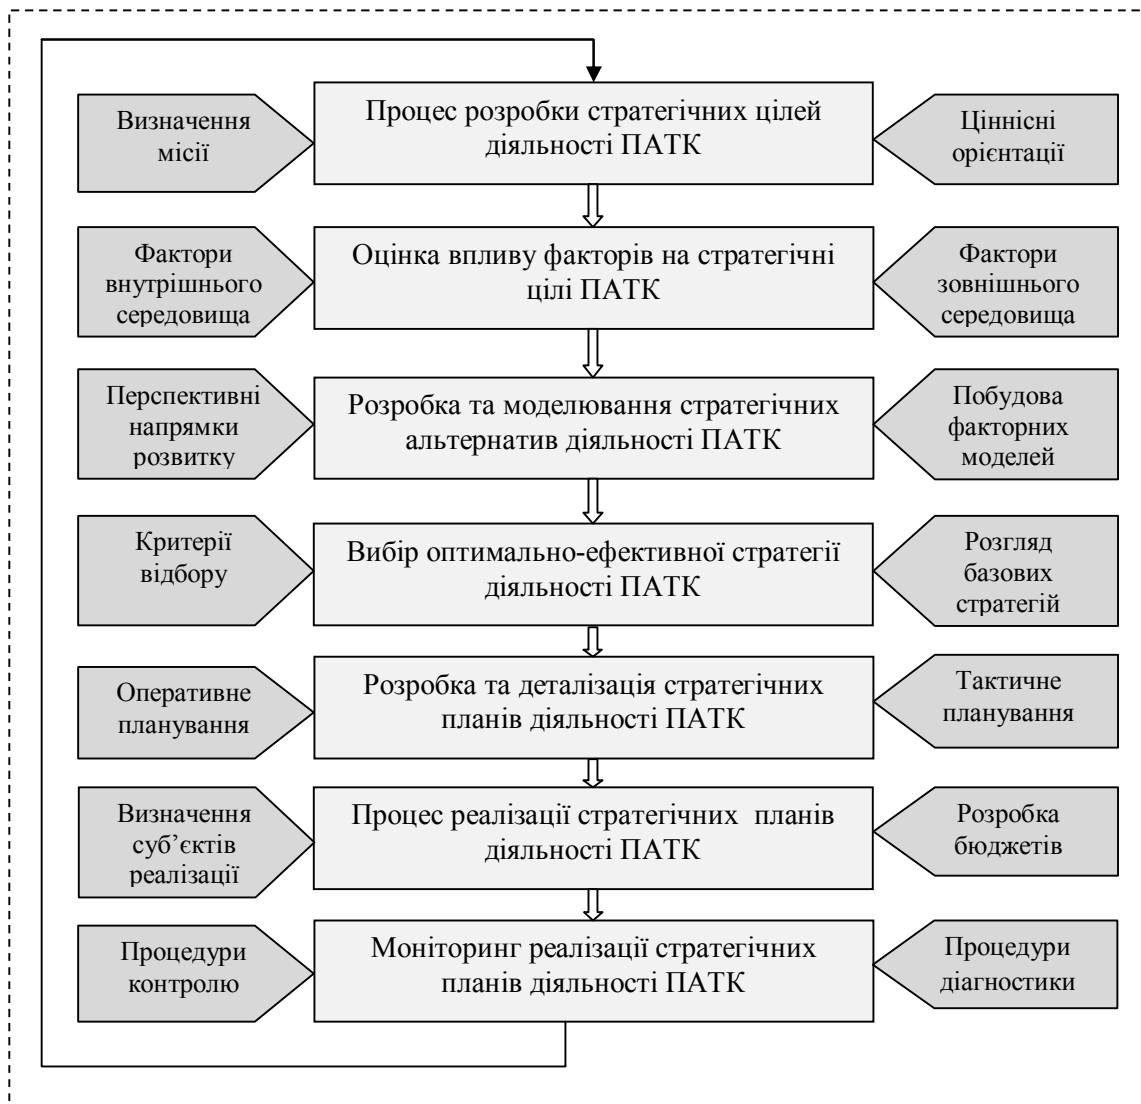 Визначення
місії
Процес розробки стратегічних цілей
діяльності ПАТК
Ціннісні
орієнтації
Фактори
внутрішнього
середовища
Оцінка впливу факторів на стратегічні
цілі ПАТК
Фактори
зовнішнього
середовища
Перспективні
напрямки
розвитку
Розробка та моделювання стратегічних
альтернатив діяльності ПАТК
Побудова
факторних
моделей
Критерії
відбору
Вибір оптимально-ефективної стратегії
діяльності ПАТК
Розгляд
базових
стратегій
Оперативне
планування
Розробка та деталізація стратегічних
планів діяльності ПАТК
Тактичне
планування
Визначення
суб’єктів
реалізації
Процес реалізації стратегічних планів
діяльності ПАТК
Розробка
бюджетів
Процедури
контролю
Моніторинг реалізації стратегічних
планів діяльності ПАТК
Процедури
діагностики